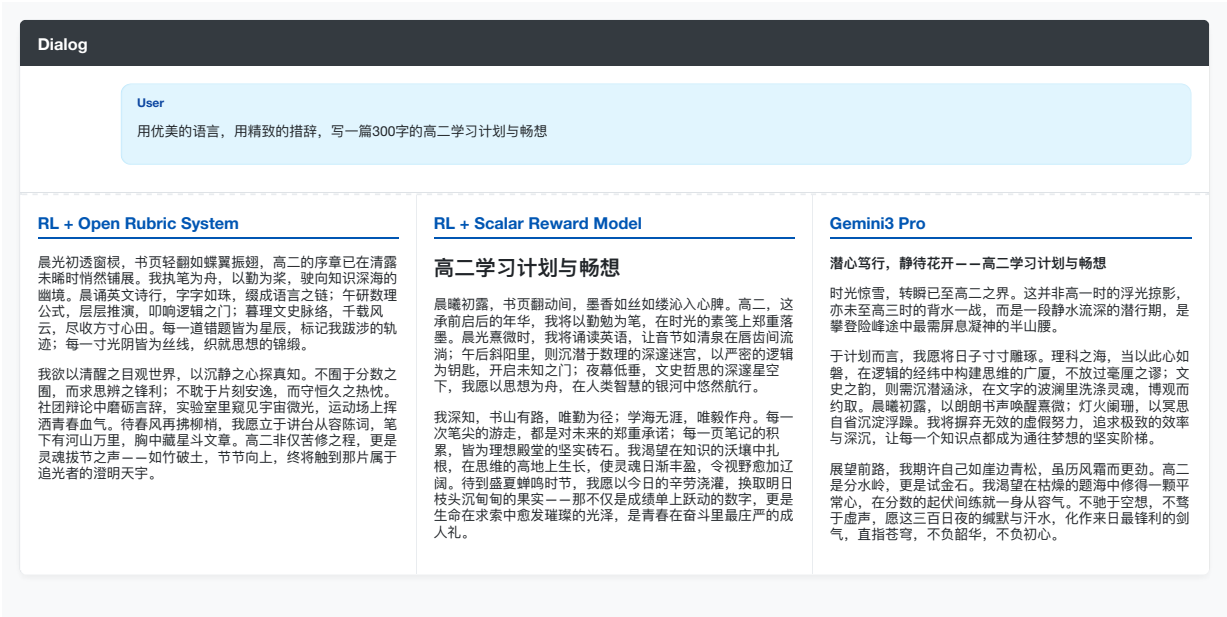 Dialog
User
用优美的语言，用精致的措辞，写一篇300字的高二学习计划与畅想
RL + Open Rubric System
晨光初透窗棂，书页轻翻如蝶翼振翅，高二的序章已在清露
未晞时悄然铺展。我执笔为舟，以勤为桨，驶向知识深海的
幽境。晨诵英文诗行，字字如珠，缀成语言之链；午研数理
公式，层层推演，叩响逻辑之门；暮理文史脉络，千载风
云，尽收方寸心田。每一道错题皆为星辰，标记我跋涉的轨
迹；每一寸光阴皆为丝线，织就思想的锦缎。
我欲以清醒之目观世界，以沉静之心探真知。不囿于分数之
囿，而求思辨之锋利；不耽于片刻安逸，而守恒久之热忱。
社团辩论中磨砺言辞，实验室里窥见宇宙微光，运动场上挥
洒青春血气。待春风再拂柳梢，我愿立于讲台从容陈词，笔
下有河山万里，胸中藏星斗文章。高二非仅苦修之程，更是
灵魂拔节之声——如竹破土，节节向上，终将触到那片属于
追光者的澄明天宇。
RL + Scalar Reward Model
高二学习计划与畅想
晨曦初露，书页翻动间，墨香如丝如缕沁入心脾。高二，这
承前启后的年华，我将以勤勉为笔，在时光的素笺上郑重落
墨。晨光熹微时，我将诵读英语，让音节如清泉在唇齿间流
淌；午后斜阳里，则沉潜于数理的深邃迷宫，以严密的逻辑
为钥匙，开启未知之门；夜幕低垂，文史哲思的深邃星空
下，我愿以思想为舟，在人类智慧的银河中悠然航行。
我深知，书山有路，唯勤为径；学海无涯，唯毅作舟。每一
次笔尖的游走，都是对未来的郑重承诺；每一页笔记的积
累，皆为理想殿堂的坚实砖石。我渴望在知识的沃壤中扎
根，在思维的高地上生长，使灵魂日渐丰盈，令视野愈加辽
阔。待到盛夏蝉鸣时节，我愿以今日的辛劳浇灌，换取明日
枝头沉甸甸的果实——那不仅是成绩单上跃动的数字，更是
生命在求索中愈发璀璨的光泽，是青春在奋斗里最庄严的成
人礼。
Gemini3 Pro
潜心笃行，静待花开——高二学习计划与畅想
时光惊雪，转瞬已至高二之界。这并非高一时的浮光掠影，
亦未至高三时的背水一战，而是一段静水流深的潜行期，是
攀登险峰途中最需屏息凝神的半山腰。
于计划而言，我愿将日子寸寸雕琢。理科之海，当以此心如
磐，在逻辑的经纬中构建思维的广厦，不放过毫厘之谬；文
史之韵，则需沉潜涵泳，在文字的波澜里洗涤灵魂，博观而
约取。晨曦初露，以朗朗书声唤醒熹微；灯火阑珊，以冥思
自省沉淀浮躁。我将摒弃无效的虚假努力，追求极致的效率
与深沉，让每一个知识点都成为通往梦想的坚实阶梯。
展望前路，我期许自己如崖边青松，虽历风霜而更劲。高二
是分水岭，更是试金石。我渴望在枯燥的题海中修得一颗平
常心，在分数的起伏间练就一身从容气。不驰于空想，不骛
于虚声，愿这三百日夜的缄默与汗水，化作来日最锋利的剑
气，直指苍穹，不负韶华，不负初心。